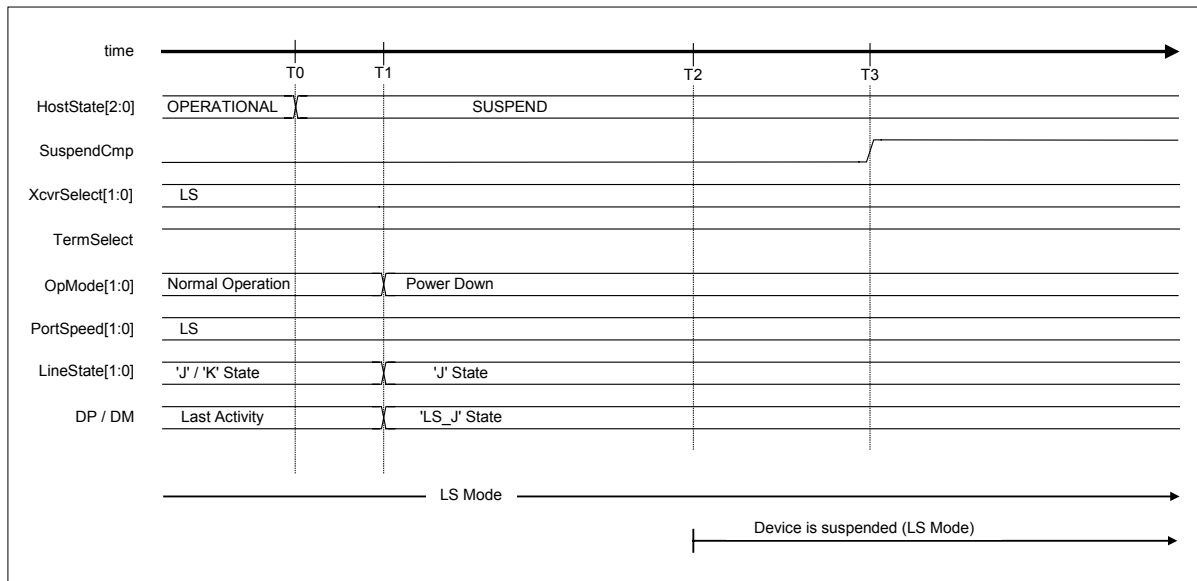 time
T0 T1 T2 T3
HostState[2:0] OPERATIONAL SUSPEND
SuspendCmp
XcvrSelect[1:0] LS
TermSelect
OpMode[1:0] Normal Operation Power Down
PortSpeed[1:0] LS
LineState[1:0] 'J' / 'K' State 'J' State
DP / DM Last Activity 'LS_J' State
LS Mode
Device is suspended (LS Mode)